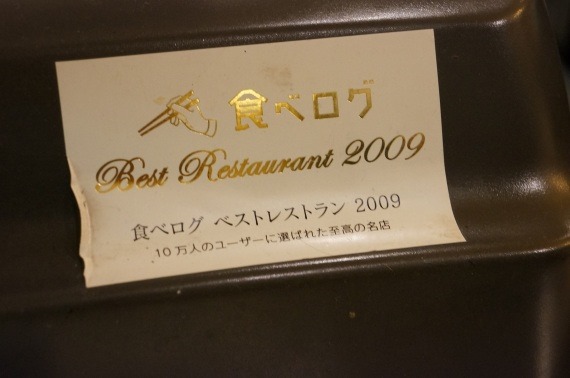 食べログ
Best Restaurant 2009
食べログ ベストレストラン 2009
10万人のユーザーに選ばれた至高の名店